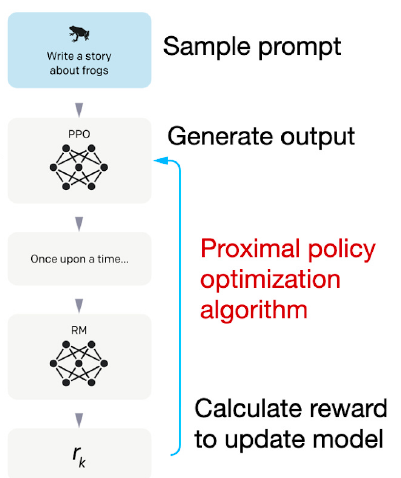 Write a story
about frogs
Sample prompt
PPO
Generate output
Once upon a time...
Proximal policy
optimization
algorithm
RM
Calculate reward
to update model
r_k